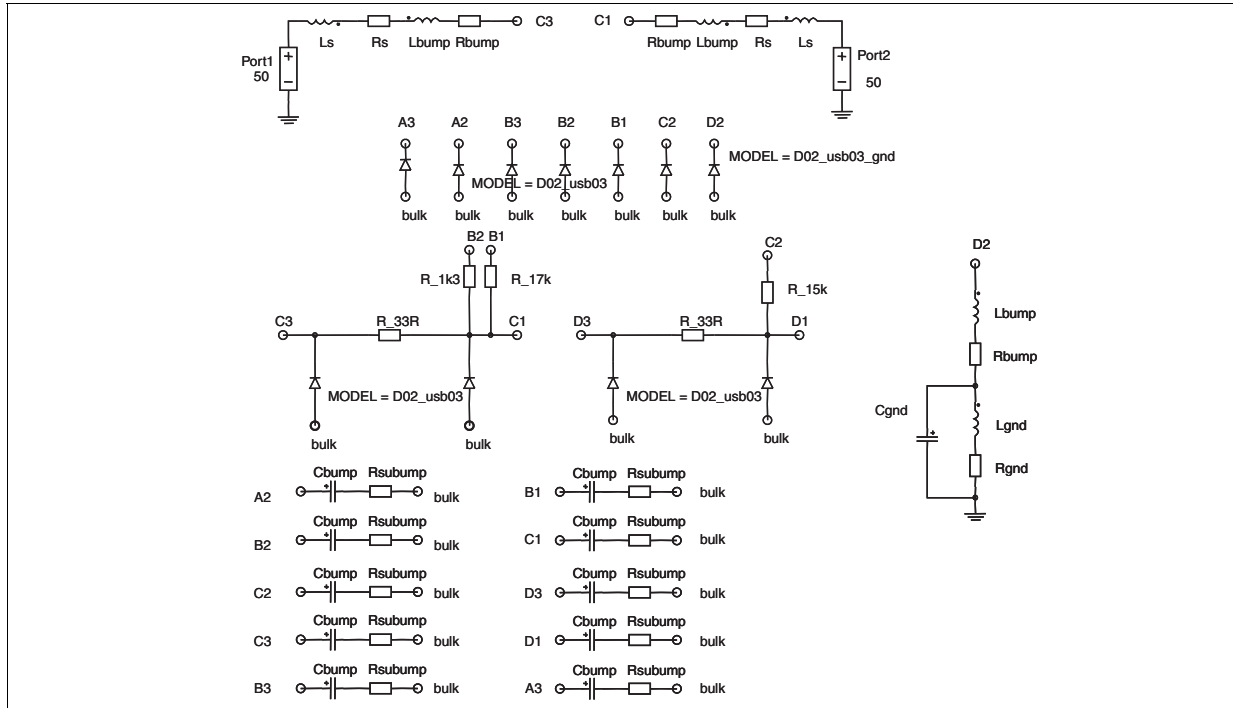 C3 C1
Ls Rs Lbump Rbump Rbump Lbump Rs Ls
Port1
50
+
−
Port2
50
+
−
A3 A2 B3 B2 B1 C2 D2
MODEL = D02_usb03_gnd
MODEL = D02_usb03
bulk bulk bulk bulk bulk bulk bulk
B2 B1
R_1k3 R_17k
C3 R_33R C1
MODEL = D02_usb03
bulk bulk
C2
R_15k
D3 R_33R D1
MODEL = D02_usb03
bulk bulk
D2
Lbump
Rbump
Cgnd +
Lgnd
Rgnd
Cbump Rsubump Cbump Rsubump
A2 + bulk B1 + bulk
Cbump Rsubump Cbump Rsubump
B2 + bulk C1 + bulk
Cbump Rsubump Cbump Rsubump
C2 + bulk D3 + bulk
Cbump Rsubump Cbump Rsubump
C3 + bulk D1 + bulk
Cbump Rsubump Cbump Rsubump
B3 + bulk A3 + bulk